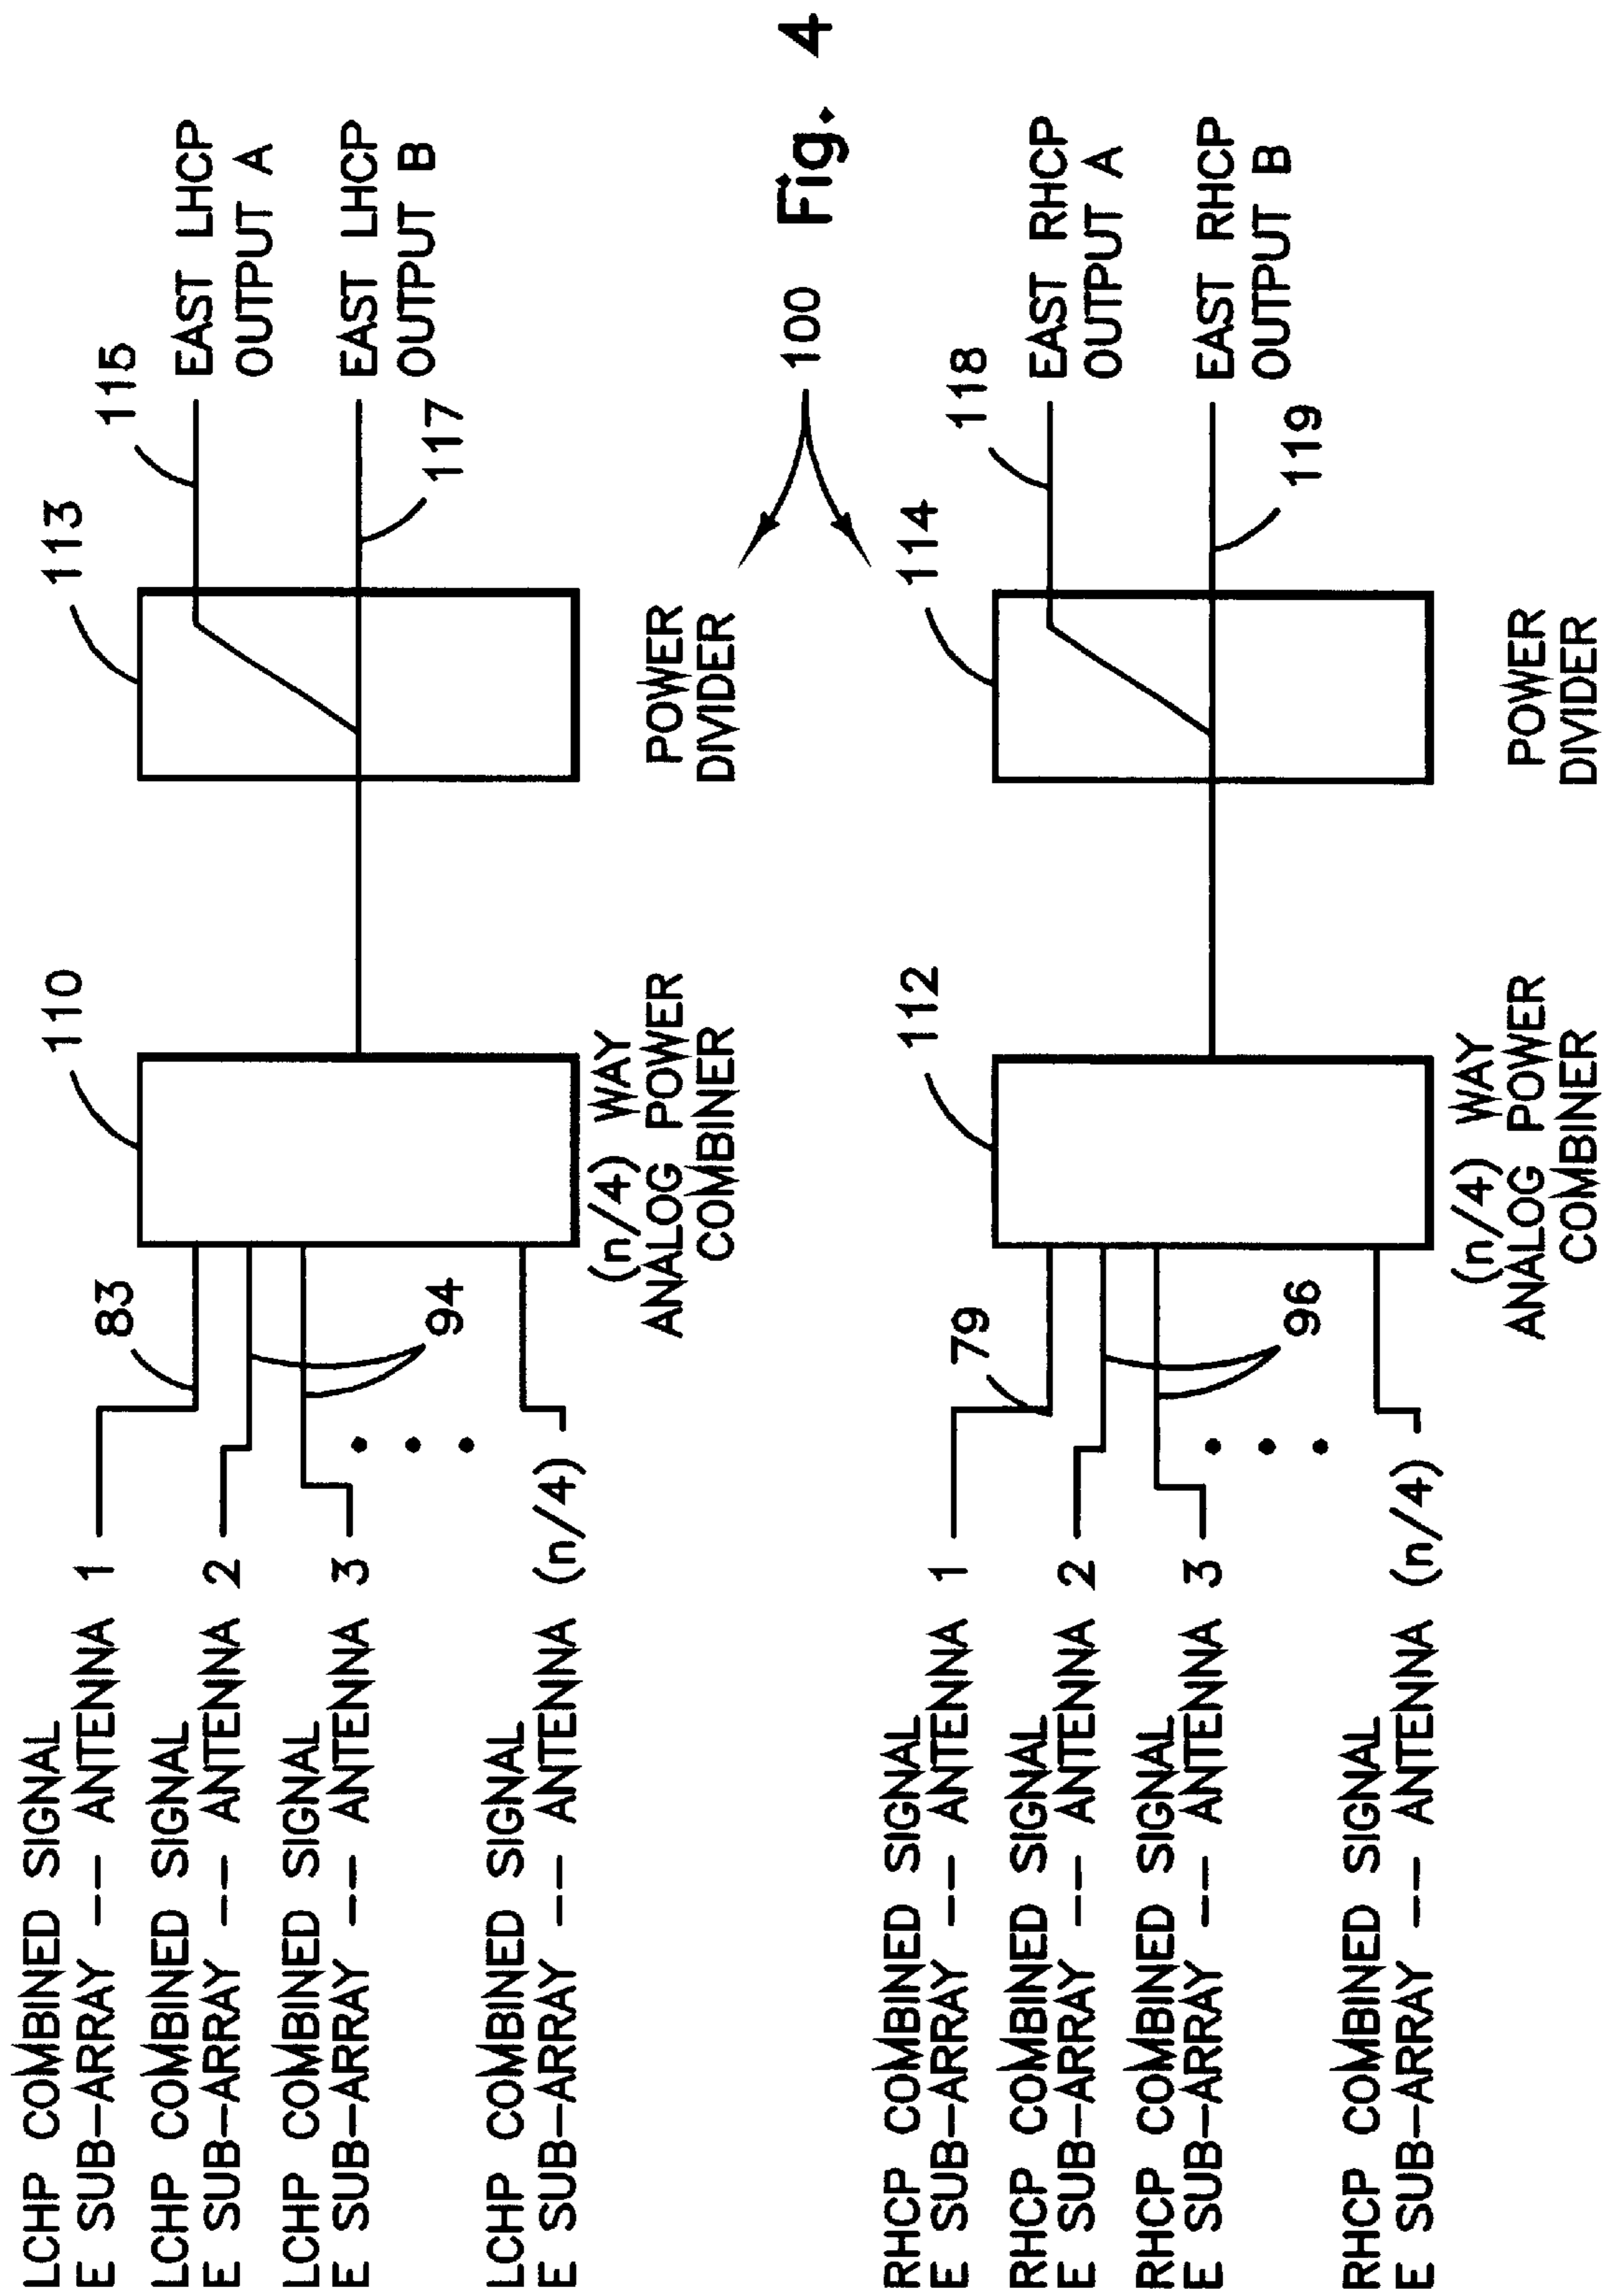 LCHP COMBINED SIGNAL
E SUB-ARRAY -- ANTENNA 1
LCHP COMBINED SIGNAL
E SUB-ARRAY -- ANTENNA 2
LCHP COMBINED SIGNAL
E SUB-ARRAY -- ANTENNA 3
LCHP COMBINED SIGNAL
E SUB-ARRAY -- ANTENNA (n/4)
83
94
110
(n/4) WAY
ANALOG POWER
COMBINER
113
POWER
DIVIDER
115
EAST LHCP
OUTPUT A
EAST LHCP
OUTPUT B
117
100
Fig. 4
RHCP COMBINED SIGNAL
E SUB-ARRAY -- ANTENNA 1
RHCP COMBINED SIGNAL
E SUB-ARRAY -- ANTENNA 2
RHCP COMBINED SIGNAL
E SUB-ARRAY -- ANTENNA 3
RHCP COMBINED SIGNAL
E SUB-ARRAY -- ANTENNA (n/4)
79
96
112
(n/4) WAY
ANALOG POWER
COMBINER
114
POWER
DIVIDER
118
EAST RHCP
OUTPUT A
EAST RHCP
OUTPUT B
119